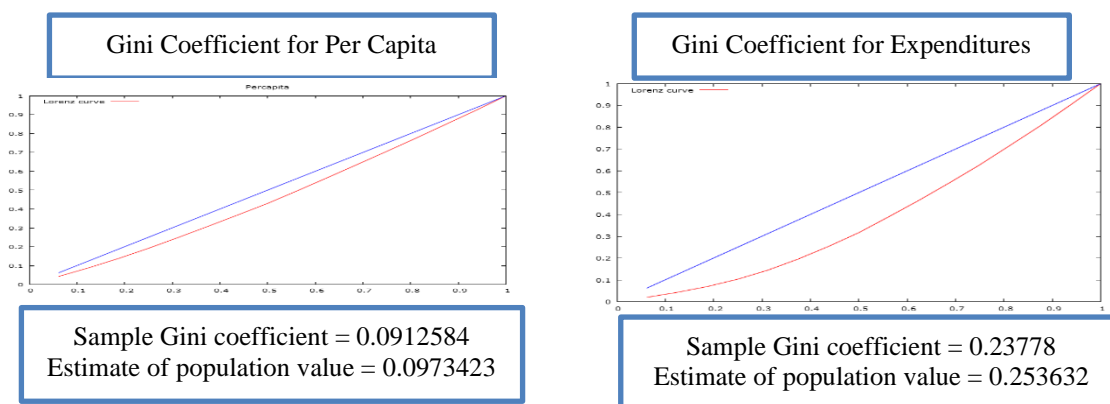 Gini Coefficient for Per Capita
Percapita
Lorenz curve
1
0.9
0.8
0.7
0.6
0.5
0.4
0.3
0.2
0.1
0
0 0.1 0.2 0.3 0.4 0.5 0.6 0.7 0.8 0.9 1
Sample Gini coefficient = 0.0912584
Estimate of population value = 0.0973423
Gini Coefficient for Expenditures
Lorenz curve
1
0.9
0.8
0.7
0.6
0.5
0.4
0.3
0.2
0.1
0
0 0.1 0.2 0.3 0.4 0.5 0.6 0.7 0.8 0.9 1
Sample Gini coefficient = 0.23778
Estimate of population value = 0.253632